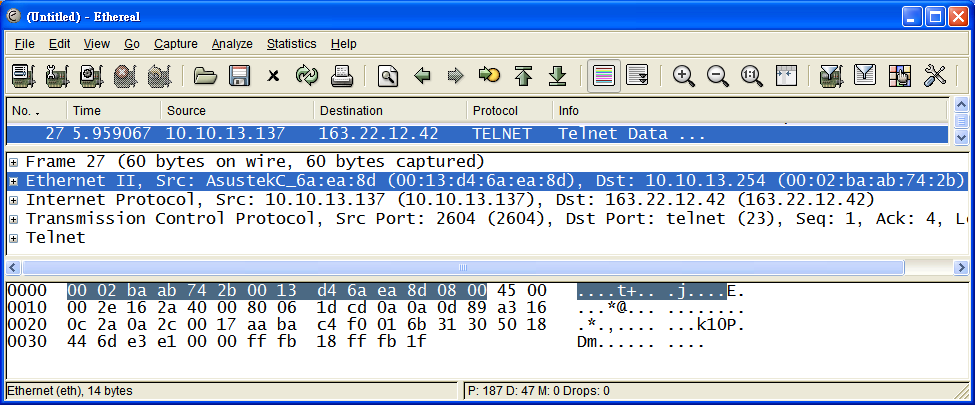 (Untitled) - Ethereal
File Edit View Go Capture Analyze Statistics Help
No. . Time Source Destination Protocol Info
27 5.959067 10.10.13.137 163.22.12.42 TELNET Telnet Data ...
Frame 27 (60 bytes on wire, 60 bytes captured)
Ethernet II, Src: AsustekC_6a:ea:8d (00:13:d4:6a:ea:8d), Dst: 10.10.13.254 (00:02:ba:ab:74:2b)
Internet Protocol, Src: 10.10.13.137 (10.10.13.137), Dst: 163.22.12.42 (163.22.12.42)
Transmission Control Protocol, Src Port: 2604 (2604), Dst Port: telnet (23), Seq: 1, Ack: 4, Le
Telnet
0000 00 02 ba ab 74 2b 00 13 d4 6a ea 8d 08 00 45 00 ....t+.. .j....E.
0010 00 2e 16 2a 40 00 80 06 1d cd 0a 0a 0d 89 a3 16 ...*@... ........
0020 0c 2a 0a 2c 00 17 aa ba c4 f0 01 6b 31 30 50 18 .*.,.... ...k10P.
0030 44 6d e3 e1 00 00 ff fb 18 ff fb 1f Dm...... ....
Ethernet (eth), 14 bytes P: 187 D: 47 M: 0 Drops: 0